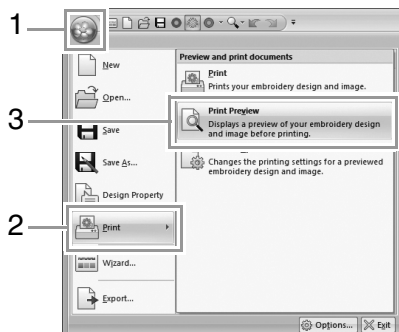 1
New
Open...
Save
Save As...
Design Property
2
Print
Wizard...
Export...
Preview and print documents
Print
Prints your embroidery design and image.
3
Print Preview
Displays a preview of your embroidery design
and image before printing.
Changes the printing settings for a previewed
embroidery design and image.
Options...
Exit